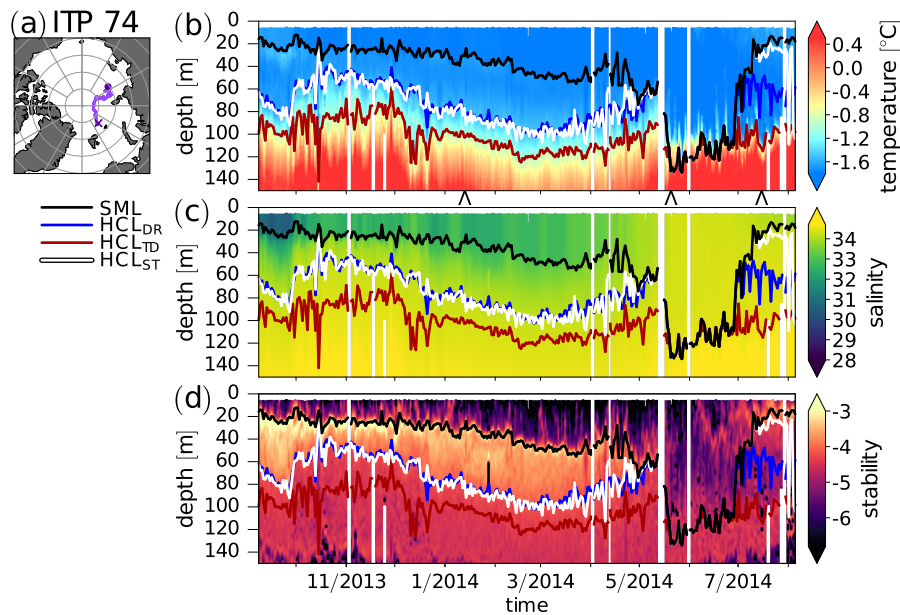 (a) ITP 74
SML
HCL_DR
HCL_TD
HCL_ST
(b)
depth [m]
0
20
40
60
80
100
120
140
0.4
0.0
-0.4
-0.8
-1.2
-1.6
temperature [°C]
^ ^ ^
(c)
depth [m]
0
20
40
60
80
100
120
140
34
33
32
31
30
29
28
salinity
(d)
depth [m]
0
20
40
60
80
100
120
140
-3
-4
-5
-6
stability
11/2013 1/2014 3/2014 5/2014 7/2014
time